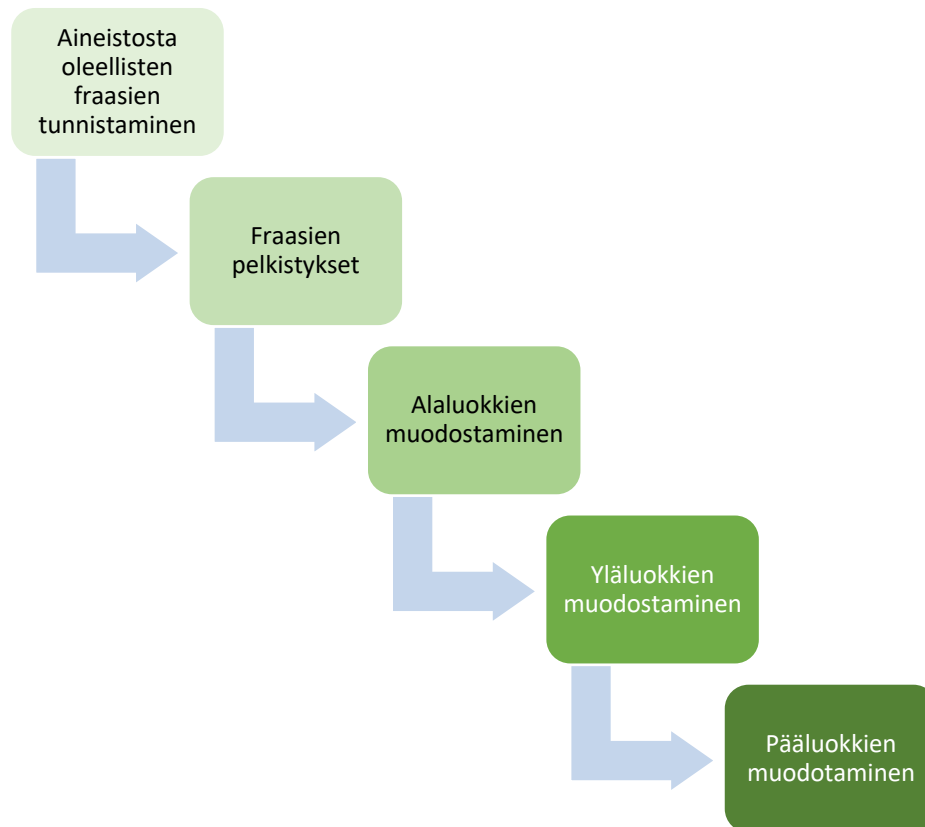 Aineistosta
oleellisten
fraasien
tunnistaminen
Fraasien
pelkistykset
Alaluokkien
muodostaminen
Yläluokkien
muodostaminen
Pääluokkien
muodotaminen